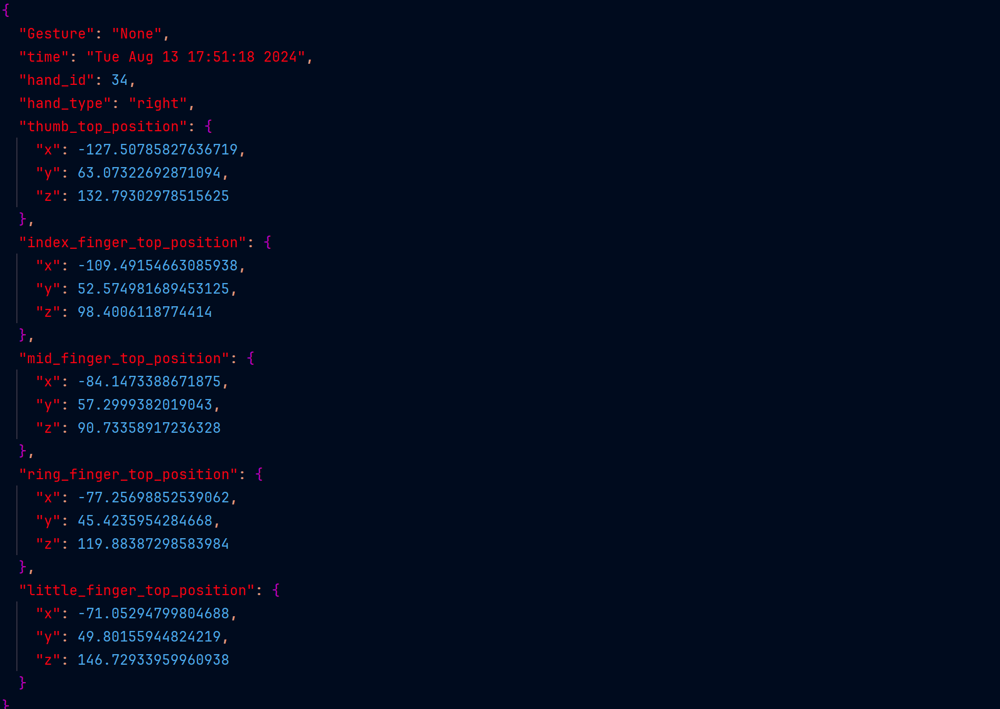 {
"Gesture": "None",
"time": "Tue Aug 13 17:51:18 2024",
"hand_id": 34,
"hand_type": "right",
"thumb_top_position": {
"x": -127.50785827636719,
"y": 63.07322692871094,
"z": 132.79302978515625
},
"index_finger_top_position": {
"x": -109.49154663085938,
"y": 52.574981689453125,
"z": 98.4006118774414
},
"mid_finger_top_position": {
"x": -84.1473388671875,
"y": 57.2999382019043,
"z": 90.73358917236328
},
"ring_finger_top_position": {
"x": -77.25698852539062,
"y": 45.4235954284668,
"z": 119.88387298583984
},
"little_finger_top_position": {
"x": -71.05294799804688,
"y": 49.80155944824219,
"z": 146.72933959960938
}
}